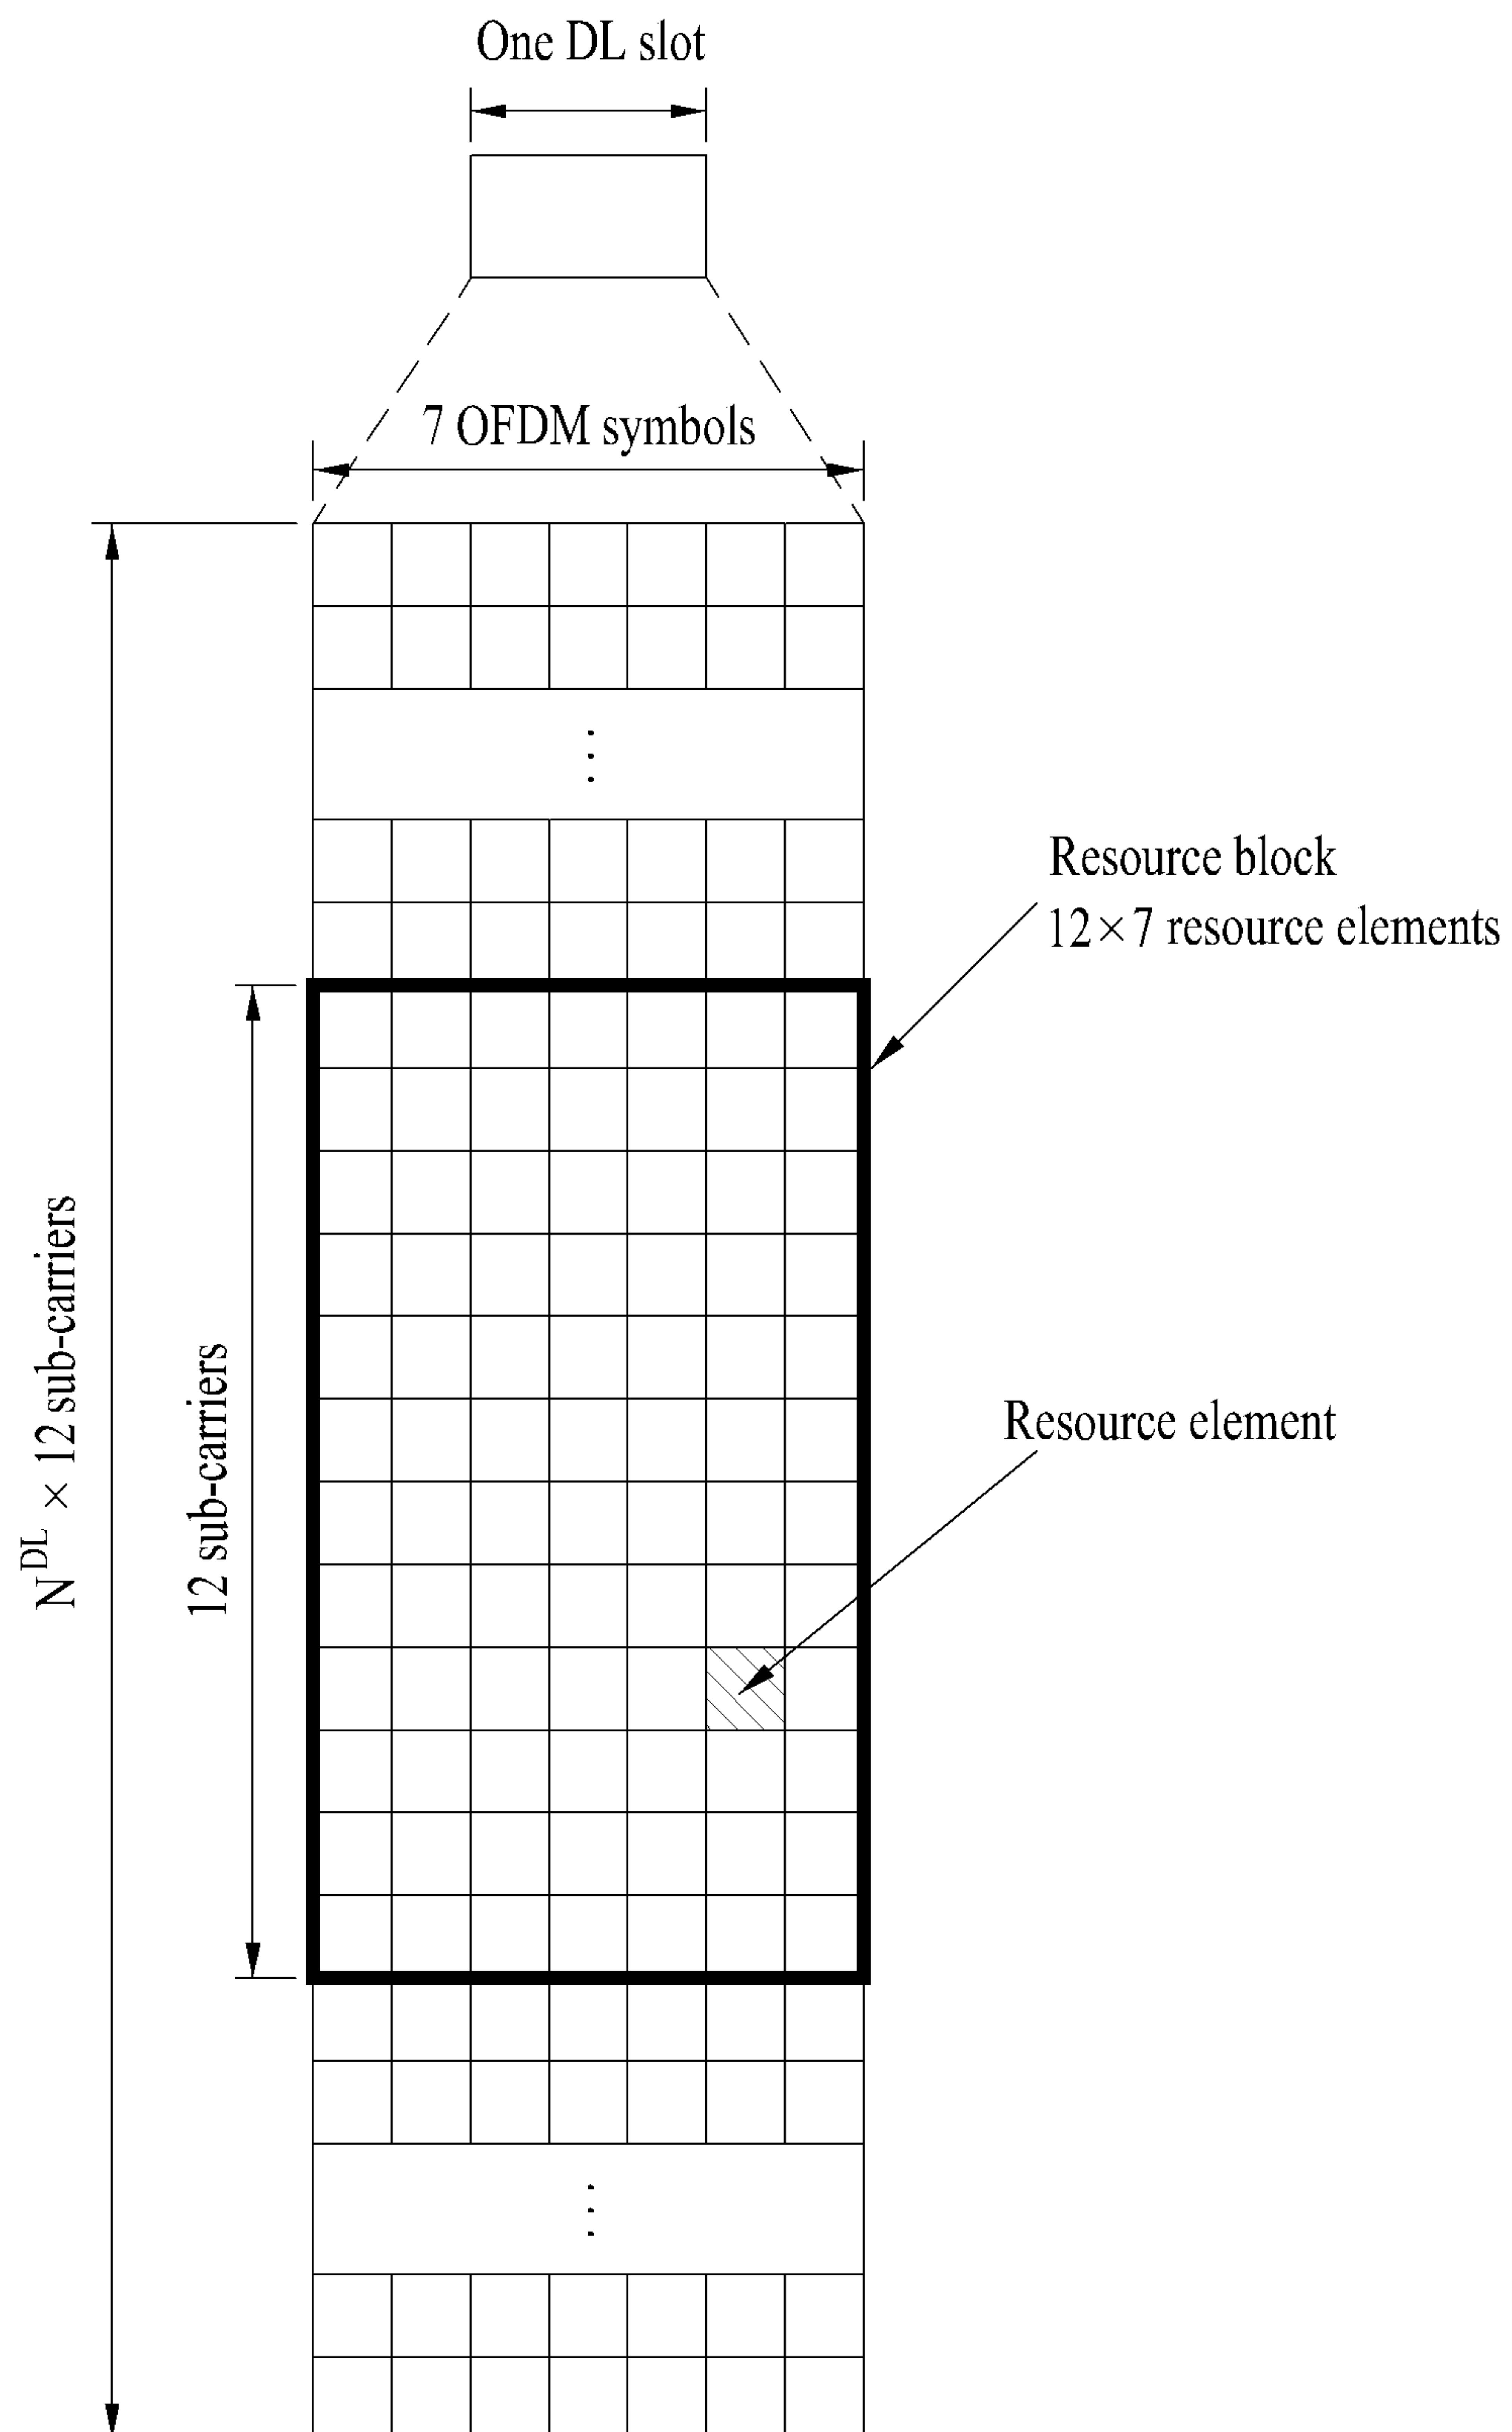 One DL slot
7 OFDM symbols
Resource block
12×7 resource elements
N^DL × 12 sub-carriers
12 sub-carriers
Resource element